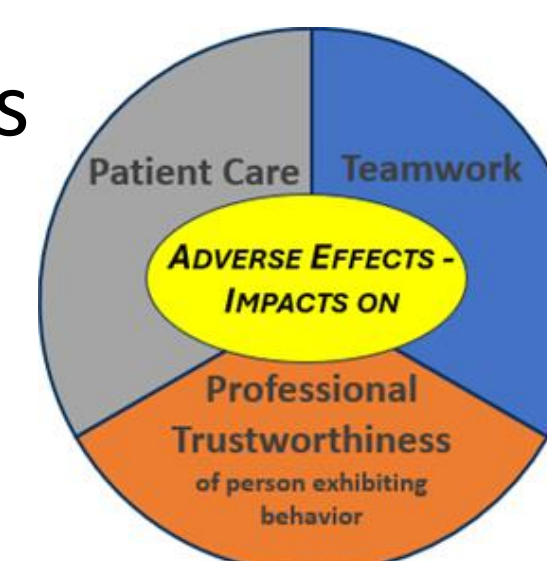 s
Patient Care
Teamwork
ADVERSE EFFECTS -
IMPACTS ON
Professional
Trustworthiness
of person exhibiting
behavior